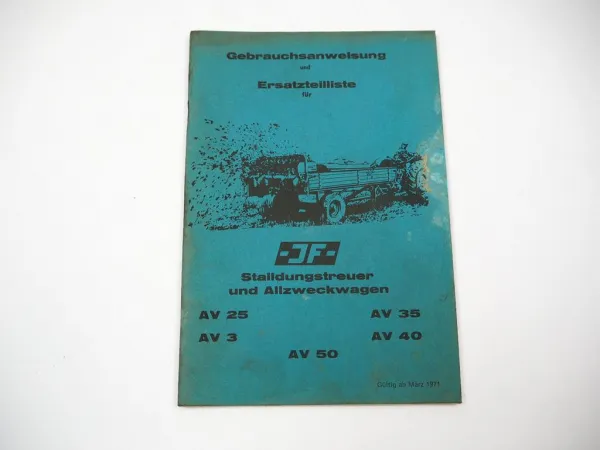 Gebrauchsanweisung
und
Ersatzteilliste
für
JF
Stalldungstreuer
und Allzweckwagen
AV 25 AV 35
AV 3 AV 40
AV 50
Gültig ab März 1971